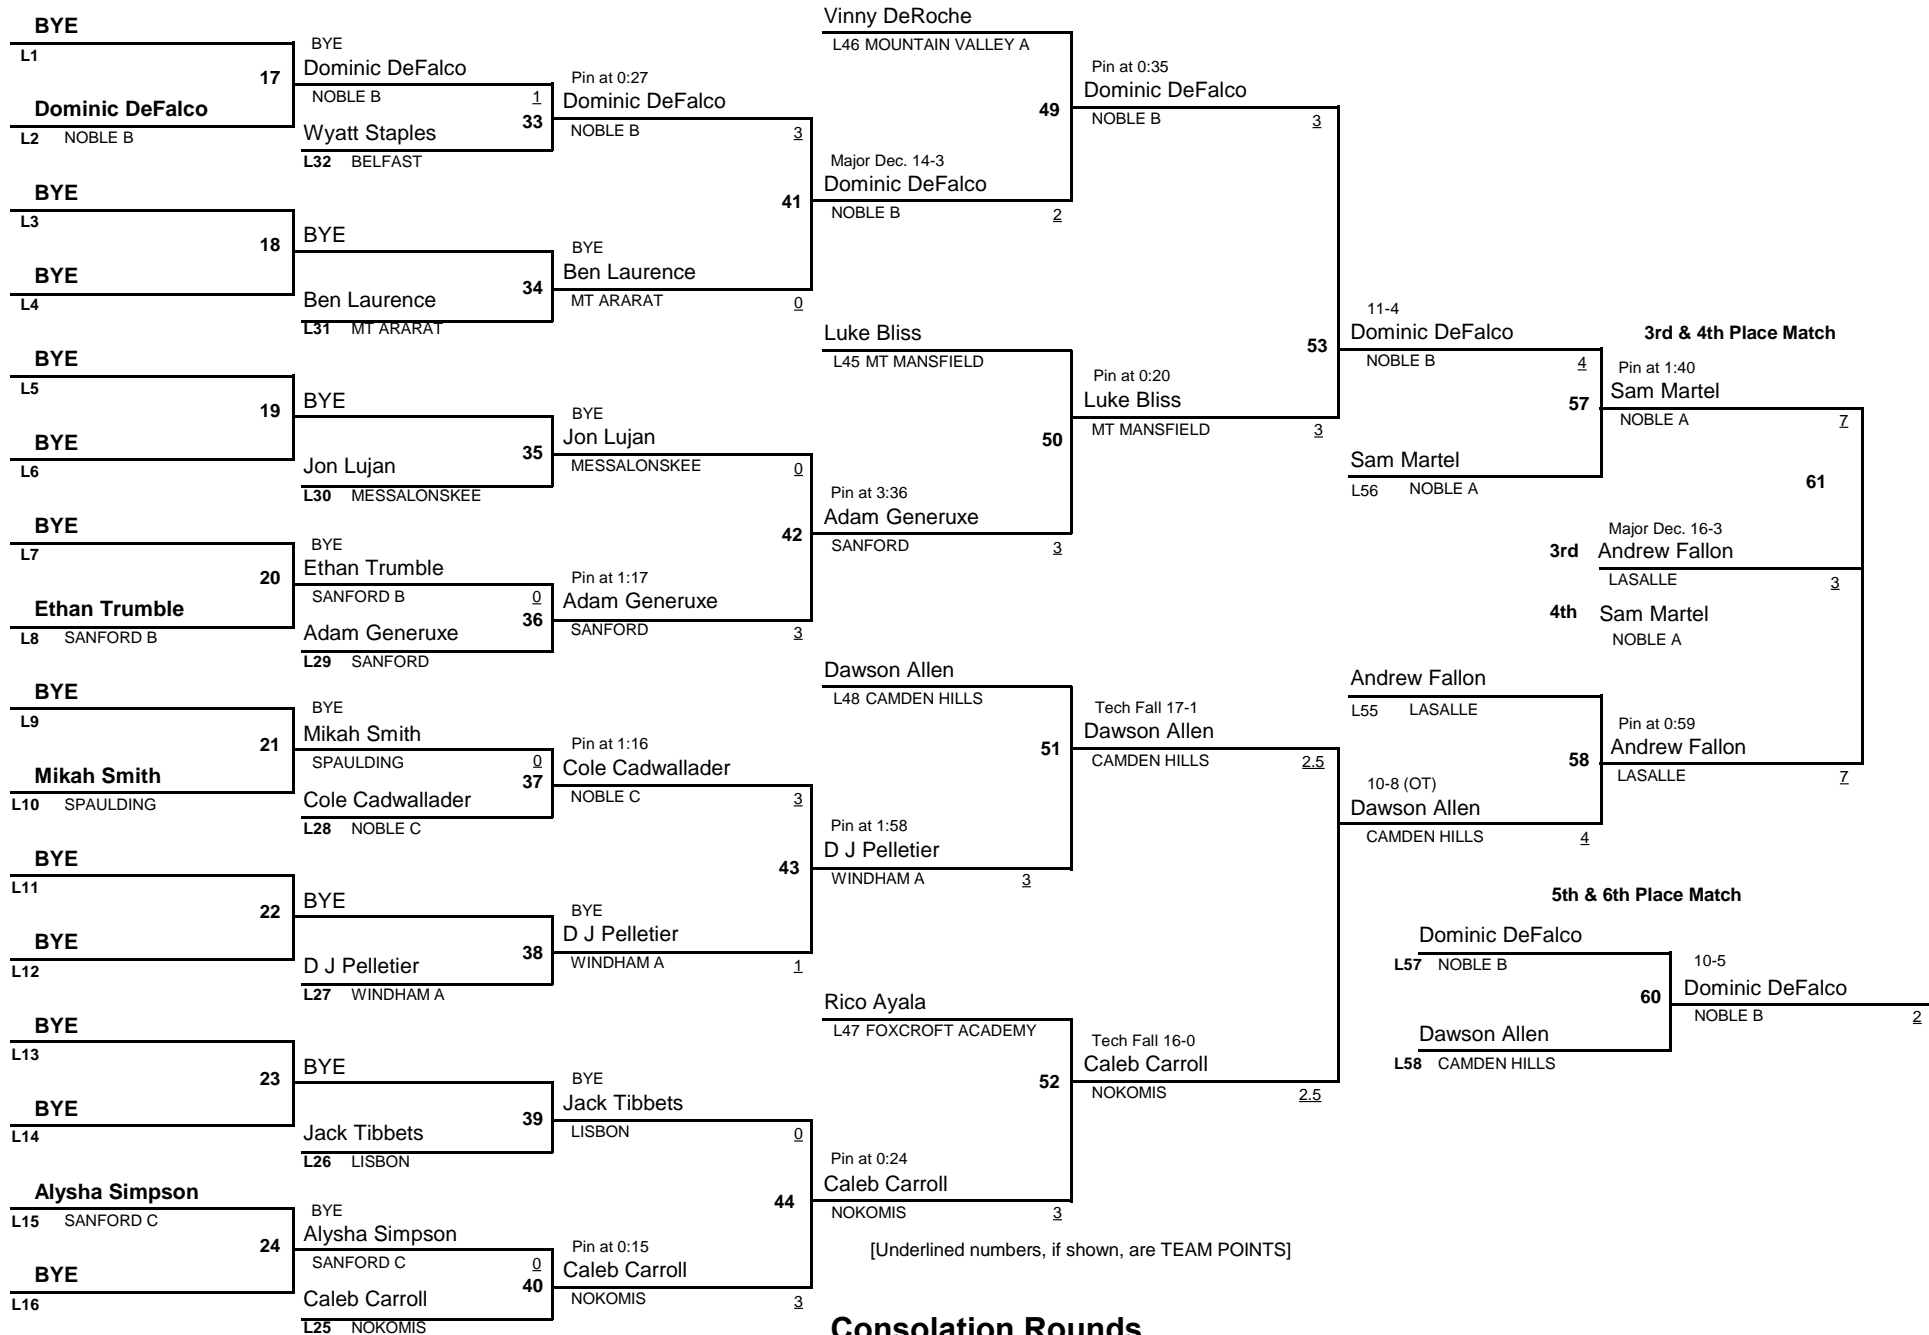 BYE
L1
17
Dominic DeFalco
L2 NOBLE B
BYE
L3
18
BYE
L4
BYE
L5
19
BYE
L6
BYE
L7
20
Ethan Trumble
L8 SANFORD B
BYE
L9
21
Mikah Smith
L10 SPAULDING
BYE
L11
22
BYE
L12
BYE
L13
23
BYE
L14
Alysha Simpson
L15 SANFORD C
24
BYE
L16
BYE
Dominic DeFalco
NOBLE B 1
33
Wyatt Staples
L32 BELFAST
BYE
34
Ben Laurence
L31 MT ARARAT
BYE
35
Jon Lujan
L30 MESSALONSKEE
BYE
Ethan Trumble
SANFORD B 0
36
Adam Generuxe
L29 SANFORD
BYE
Mikah Smith
SPAULDING 0
37
Cole Cadwallader
L28 NOBLE C
BYE
38
D J Pelletier
L27 WINDHAM A
BYE
39
Jack Tibbets
L26 LISBON
BYE
Alysha Simpson
SANFORD C 0
40
Caleb Carroll
L25 NOKOMIS
Pin at 0:27
Dominic DeFalco
NOBLE B 3
41
BYE
Ben Laurence
MT ARARAT 0
BYE
Jon Lujan
MESSALONSKEE 0
42
Pin at 1:17
Adam Generuxe
SANFORD 3
Pin at 1:16
Cole Cadwallader
NOBLE C 3
43
BYE
D J Pelletier
WINDHAM A 1
BYE
Jack Tibbets
LISBON 0
44
Pin at 0:15
Caleb Carroll
NOKOMIS 3
Vinny DeRoche
L46 MOUNTAIN VALLEY A
49
Major Dec. 14-3
Dominic DeFalco
NOBLE B 2
Luke Bliss
L45 MT MANSFIELD
50
Pin at 3:36
Adam Generuxe
SANFORD 3
Dawson Allen
L48 CAMDEN HILLS
51
Pin at 1:58
D J Pelletier
WINDHAM A 3
Rico Ayala
L47 FOXCROFT ACADEMY
52
Pin at 0:24
Caleb Carroll
NOKOMIS 3
[Underlined numbers, if shown, are TEAM POINTS]
Consolation Rounds
Pin at 0:35
Dominic DeFalco
NOBLE B 3
53
Pin at 0:20
Luke Bliss
MT MANSFIELD 3
Tech Fall 17-1
Dawson Allen
CAMDEN HILLS 2.5
Tech Fall 16-0
Caleb Carroll
NOKOMIS 2.5
11-4
Dominic DeFalco
NOBLE B 4
57
Sam Martel
L56 NOBLE A
Andrew Fallon
L55 LASALLE
58
10-8 (OT)
Dawson Allen
CAMDEN HILLS 4
3rd & 4th Place Match
Pin at 1:40
Sam Martel
NOBLE A 7
61
Major Dec. 16-3
3rd Andrew Fallon
LASALLE 3
4th Sam Martel
NOBLE A
Pin at 0:59
Andrew Fallon
LASALLE 7
5th & 6th Place Match
Dominic DeFalco
L57 NOBLE B
60
Dawson Allen
L58 CAMDEN HILLS
10-5
Dominic DeFalco
NOBLE B 2